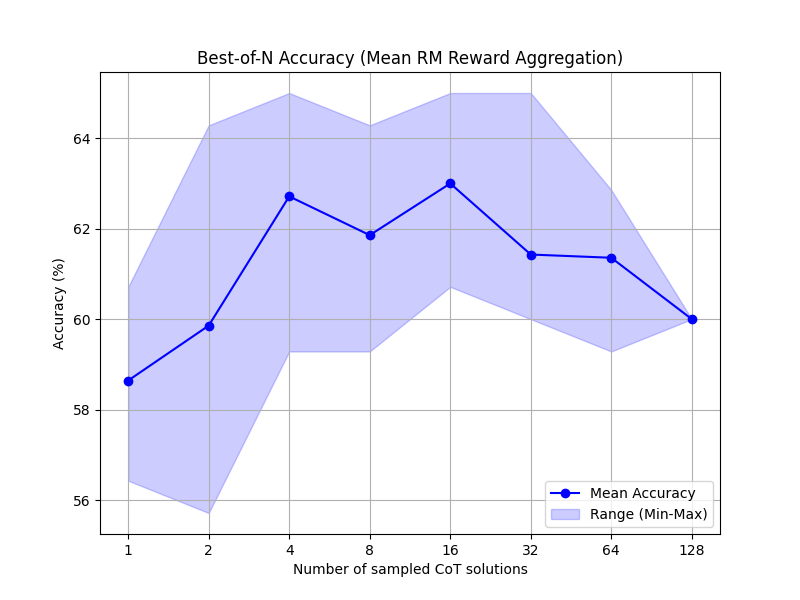 Best-of-N Accuracy (Mean RM Reward Aggregation)
Accuracy (%)
64
62
60
58
56
1 2 4 8 16 32 64 128
Number of sampled CoT solutions
Mean Accuracy
Range (Min-Max)